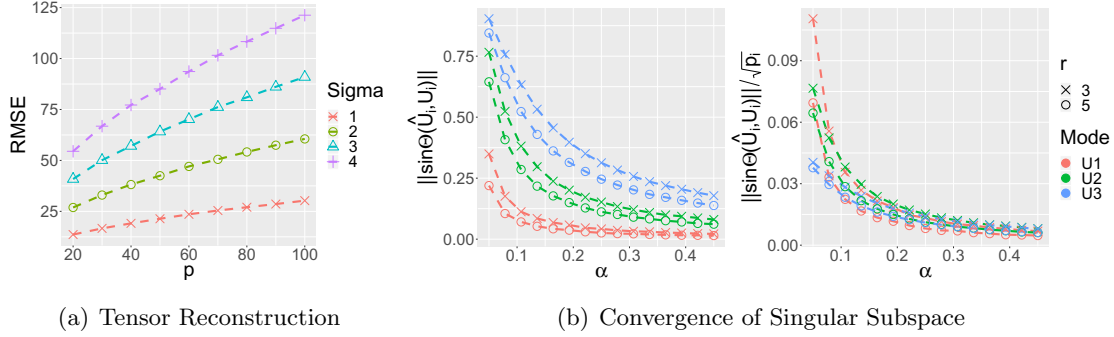 125
100
75
50
25
RMSE
20
40
60
80
100
p
Sigma
1
2
3
4
0.75
0.50
0.25
0.00
||sinΘ(Û_i,U_i)||
0.1
0.2
0.3
0.4
α
0.09
0.06
0.03
0.00
||sinΘ(Û_i,U_i)||/√p_i
0.1
0.2
0.3
0.4
α
r
3
5
Mode
U1
U2
U3
(a) Tensor Reconstruction
(b) Convergence of Singular Subspace